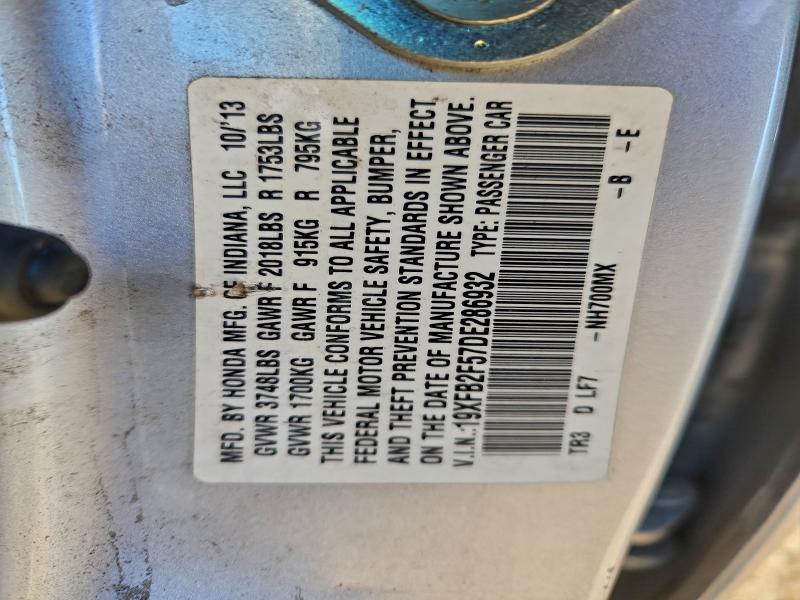 MFD. BY HONDA MFG. OF INDIANA, LLC 10/'13
GVWR 3748LBS GAWR F 2018LBS R 1753LBS
GVWR 1700KG GAWR F 915KG R 795KG
THIS VEHICLE CONFORMS TO ALL APPLICABLE
FEDERAL MOTOR VEHICLE SAFETY, BUMPER,
AND THEFT PREVENTION STANDARDS IN EFFECT
ON THE DATE OF MANUFACTURE SHOWN ABOVE.
V.I.N.:19XFB2F57DE286932 TYPE: PASSENGER CAR
TR3 D LF7 -NH700MX -B -E